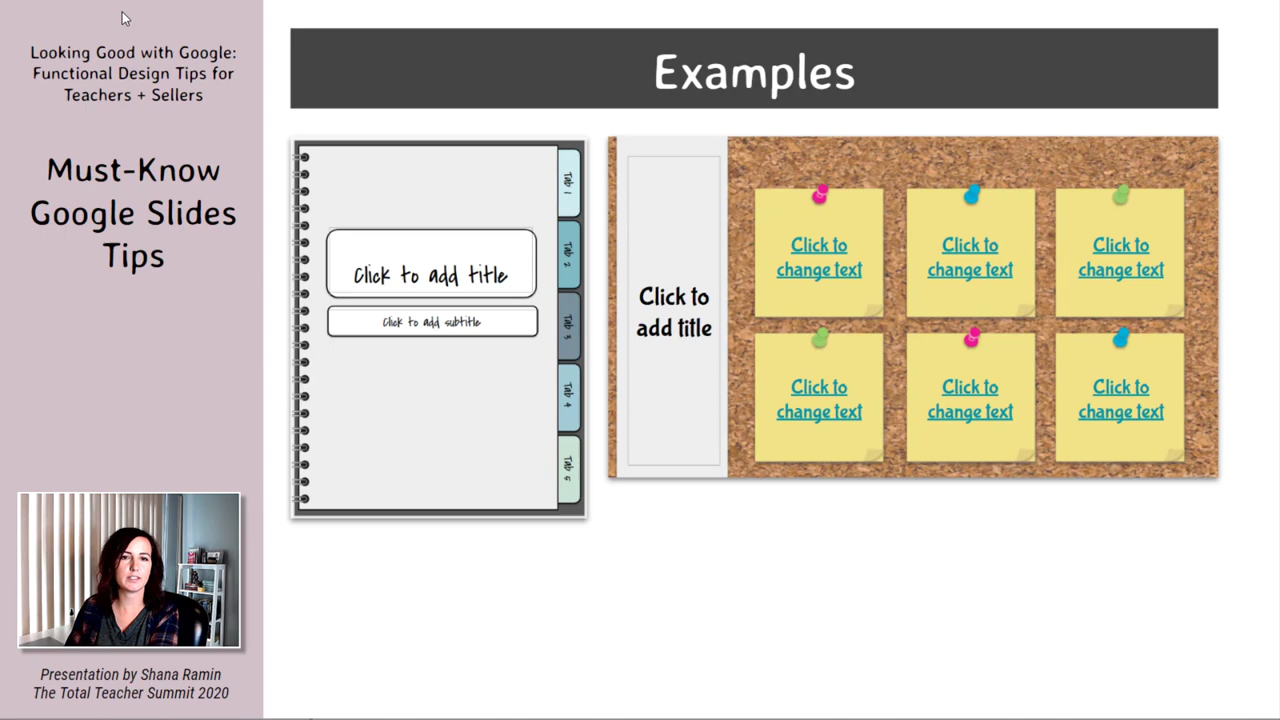 Looking Good with Google:
Functional Design Tips for
Teachers + Sellers
Must-Know
Google Slides
Tips
Presentation by Shana Ramin
The Total Teacher Summit 2020
Examples
Click to add title
Click to add subtitle
Tab 1
Tab 2
Tab 3
Tab 4
Tab 5
Click to
add title
Click to
change text
Click to
change text
Click to
change text
Click to
change text
Click to
change text
Click to
change text